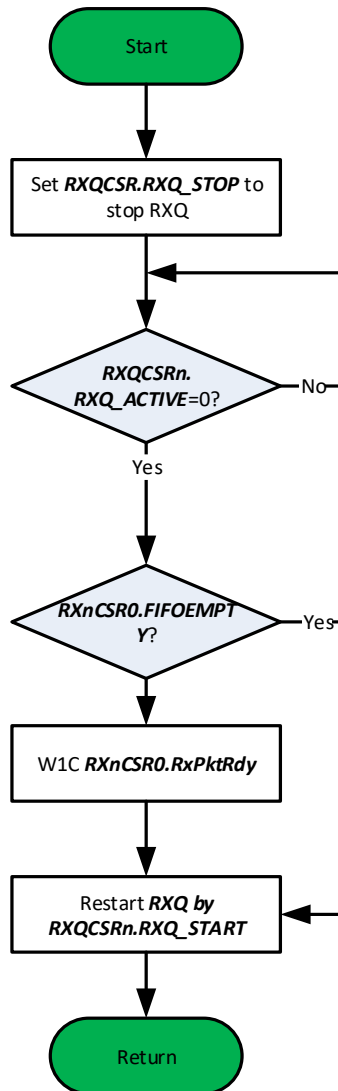 Start
Set RXQCSR.RXQ_STOP to
stop RXQ
RXQCSRn.
RXQ_ACTIVE=0?
No
Yes
RXnCSR0.FIFOEMPT
Y?
Yes
W1C RXnCSR0.RxPktRdy
Restart RXQ by
RXQCSRn.RXQ_START
Return